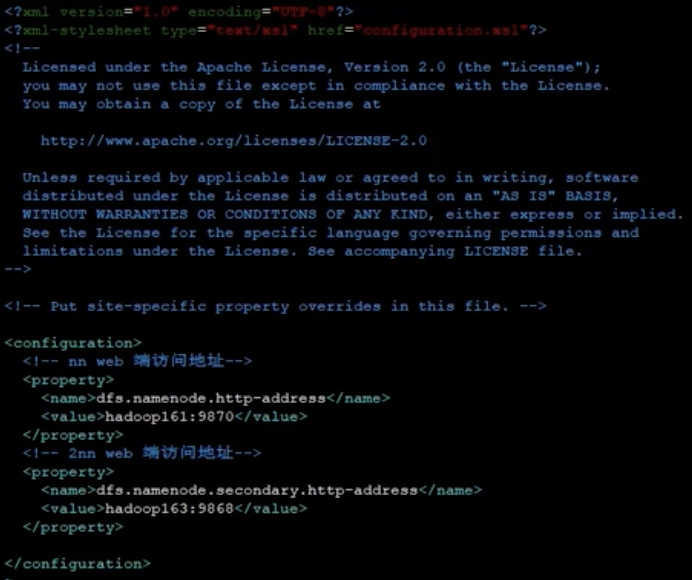 <?xml version="1.0" encoding="UTF-8"?>
<?xml-stylesheet type="text/xsl" href="configuration.xsl"?>
<!--
  Licensed under the Apache License, Version 2.0 (the "License");
  you may not use this file except in compliance with the License.
  You may obtain a copy of the License at

    http://www.apache.org/licenses/LICENSE-2.0

  Unless required by applicable law or agreed to in writing, software
  distributed under the License is distributed on an "AS IS" BASIS,
  WITHOUT WARRANTIES OR CONDITIONS OF ANY KIND, either express or implied.
  See the License for the specific language governing permissions and
  limitations under the License. See accompanying LICENSE file.
-->

<!-- Put site-specific property overrides in this file. -->

<configuration>
  <!-- nn web 端访问地址-->
  <property>
    <name>dfs.namenode.http-address</name>
    <value>hadoop161:9870</value>
  </property>
  <!-- 2nn web 端访问地址-->
  <property>
    <name>dfs.namenode.secondary.http-address</name>
    <value>hadoop163:9868</value>
  </property>

</configuration>